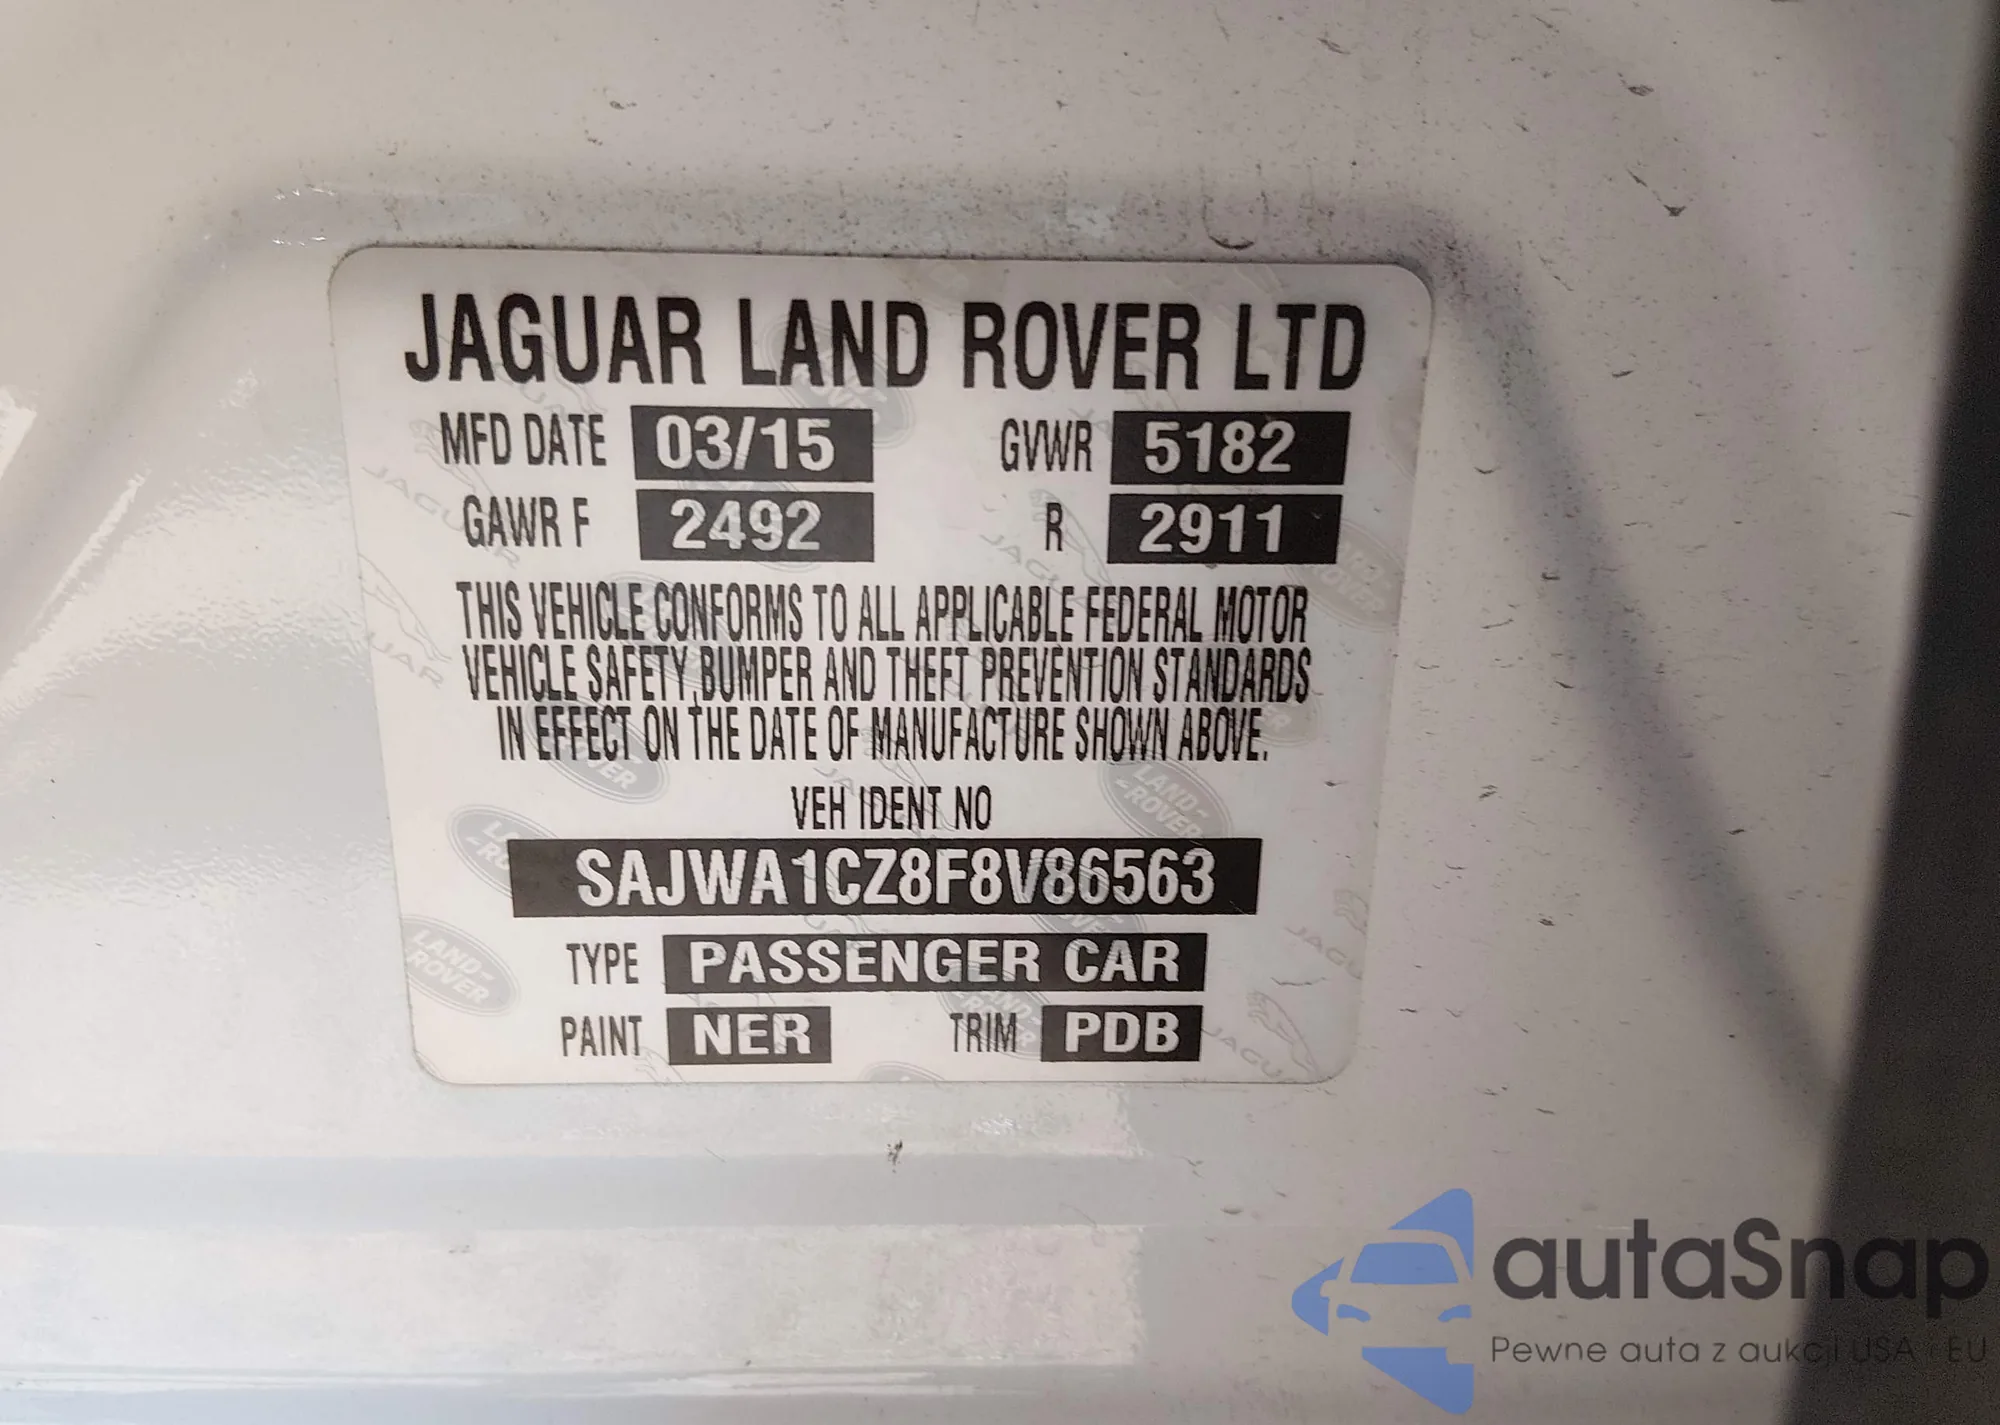 JAGUAR LAND ROVER LTD
MFD DATE 03/15 GVWR 5182
GAWR F 2492 R 2911
THIS VEHICLE CONFORMS TO ALL APPLICABLE FEDERAL MOTOR
VEHICLE SAFETY,BUMPER AND THEFT PREVENTION STANDARDS
IN EFFECT ON THE DATE OF MANUFACTURE SHOWN ABOVE.
VEH IDENT NO
SAJWA1CZ8F8V86563
TYPE PASSENGER CAR
PAINT NER TRIM PDB
autaSnap
Pewne auta z aukcji USA i EU